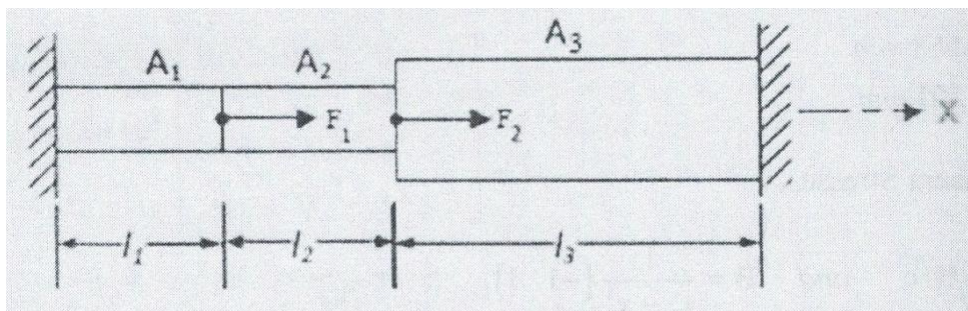 A₃
A₁ A₂
F₁ F₂ X
l₁ l₂ l₃